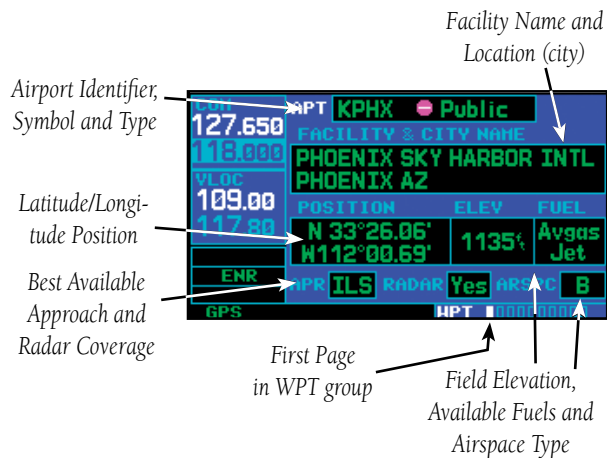 Facility Name and
Location (city)
Airport Identifier,
Symbol and Type
COM
127.650
118.000
VLOC
109.00
117.80
ENR
GPS
APT KPHX Public
FACILITY & CITY NAME
PHOENIX SKY HARBOR INTL
PHOENIX AZ
POSITION ELEV FUEL
N 33°26.06' 1135ft Avgas
W112°00.69' Jet
APR ILS RADAR Yes ARSPC B
WPT
Latitude/Longi-
tude Position
Best Available
Approach and
Radar Coverage
First Page
in WPT group
Field Elevation,
Available Fuels and
Airspace Type